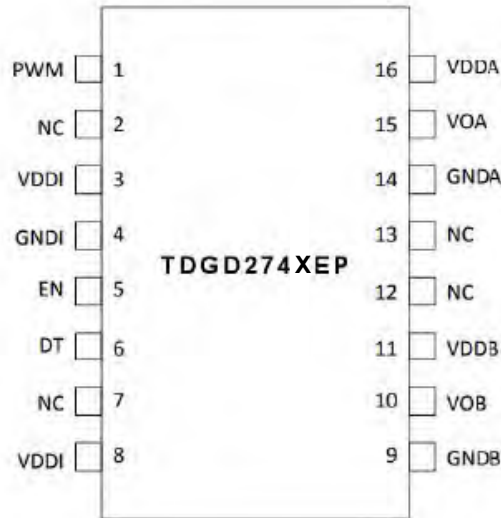 PWM 1 16 VDDA
NC 2 15 VOA
VDDI 3 14 GNDA
GNDI 4 13 NC
TDGD274XEP
EN 5 12 NC
DT 6 11 VDDB
NC 7 10 VOB
VDDI 8 9 GNDB